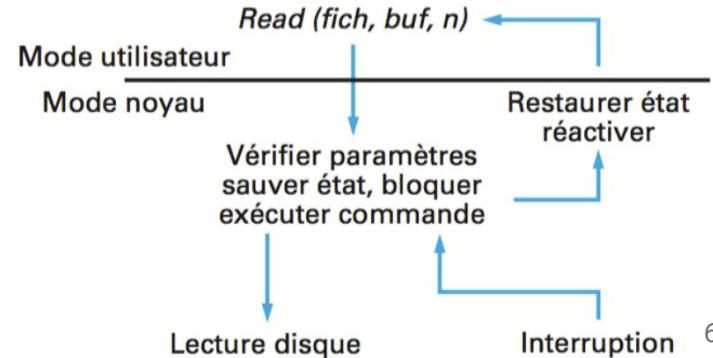 Read (fich, buf, n)
Mode utilisateur
Mode noyau
Restaurer état
réactiver
Vérifier paramètres
sauver état, bloquer
exécuter commande
Lecture disque
Interruption
6